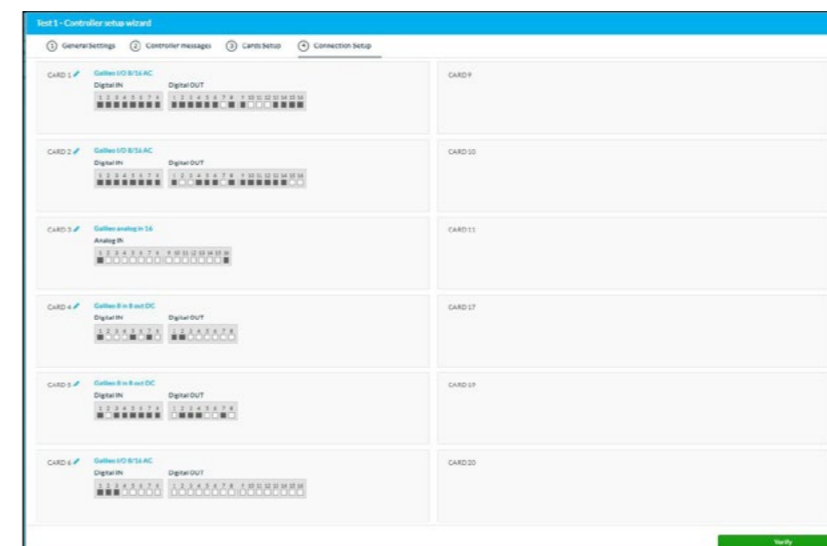 Test 1 - Controller setup wizard
1 General Settings 2 Controller messages 3 Cards Setup 4 Connection Setup
CARD 1 Galileo I/O 8/16 AC
Digital IN Digital OUT
1 2 3 4 5 6 7 8 1 2 3 4 5 6 7 8 9 10 11 12 13 14 15 16
CARD 9
CARD 2 Galileo I/O 8/16 AC
Digital IN Digital OUT
1 2 3 4 5 6 7 8 1 2 3 4 5 6 7 8 9 10 11 12 13 14 15 16
CARD 10
CARD 3 Galileo analog in 16
Analog IN
1 2 3 4 5 6 7 8 9 10 11 12 13 14 15 16
CARD 11
CARD 4 Galileo 8 in 8 out DC
Digital IN Digital OUT
1 2 3 4 5 6 7 8 1 2 3 4 5 6 7 8
CARD 17
CARD 5 Galileo 8 in 8 out DC
Digital IN Digital OUT
1 2 3 4 5 6 7 8 1 2 3 4 5 6 7 8
CARD 19
CARD 6 Galileo I/O 8/16 AC
Digital IN Digital OUT
1 2 3 4 5 6 7 8 1 2 3 4 5 6 7 8 9 10 11 12 13 14 15 16
CARD 20
Verify